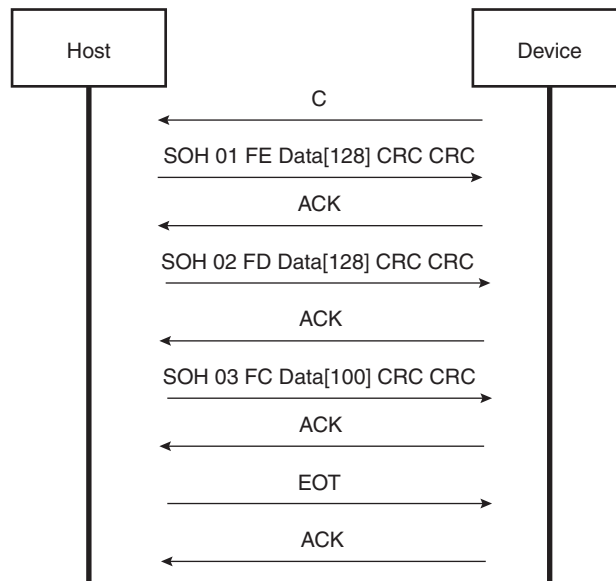 Host
Device
C
SOH 01 FE Data[128] CRC CRC
ACK
SOH 02 FD Data[128] CRC CRC
ACK
SOH 03 FC Data[100] CRC CRC
ACK
EOT
ACK